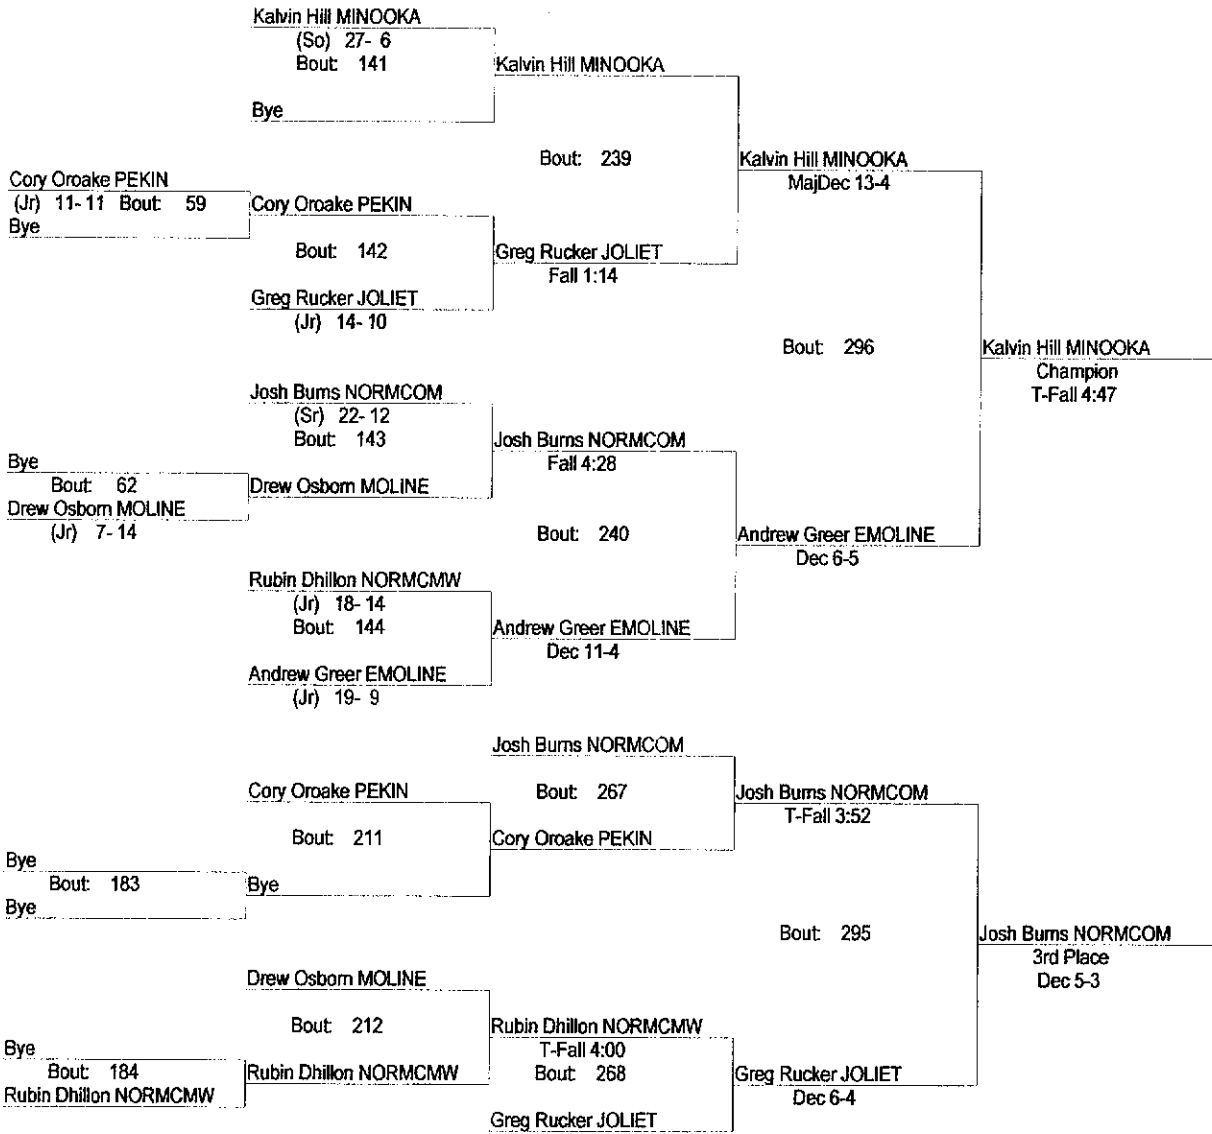 Kalvin Hill MINOOKA
(So) 27- 6
Bout: 141
Kalvin Hill MINOOKA
Bye
Bout: 239
Kalvin Hill MINOOKA
MajDec 13-4
Cory Oroake PEKIN
(Jr) 11- 11 Bout: 59
Bye
Cory Oroake PEKIN
Bout: 142
Greg Rucker JOLIET
Fall 1:14
Greg Rucker JOLIET
(Jr) 14- 10
Bout: 296
Kalvin Hill MINOOKA
Champion
T-Fall 4:47
Josh Burns NORMCOM
(Sr) 22- 12
Bout: 143
Josh Burns NORMCOM
Fall 4:28
Bye
Bout: 62
Drew Osborn MOLINE
(Jr) 7- 14
Drew Osborn MOLINE
Bout: 240
Andrew Greer EMOLINE
Dec 6-5
Rubin Dhillon NORMCMW
(Jr) 18- 14
Bout: 144
Andrew Greer EMOLINE
Dec 11-4
Andrew Greer EMOLINE
(Jr) 19- 9
Josh Burns NORMCOM
Cory Oroake PEKIN
Bout: 267
Josh Burns NORMCOM
T-Fall 3:52
Bout: 211
Cory Oroake PEKIN
Bye
Bout: 183
Bye
Bye
Bout: 295
Josh Burns NORMCOM
3rd Place
Dec 5-3
Drew Osborn MOLINE
Bout: 212
Rubin Dhillon NORMCMW
T-Fall 4:00
Bye
Bout: 184
Rubin Dhillon NORMCMW
Rubin Dhillon NORMCMW
Bout: 268
Greg Rucker JOLIET
Dec 6-4
Greg Rucker JOLIET